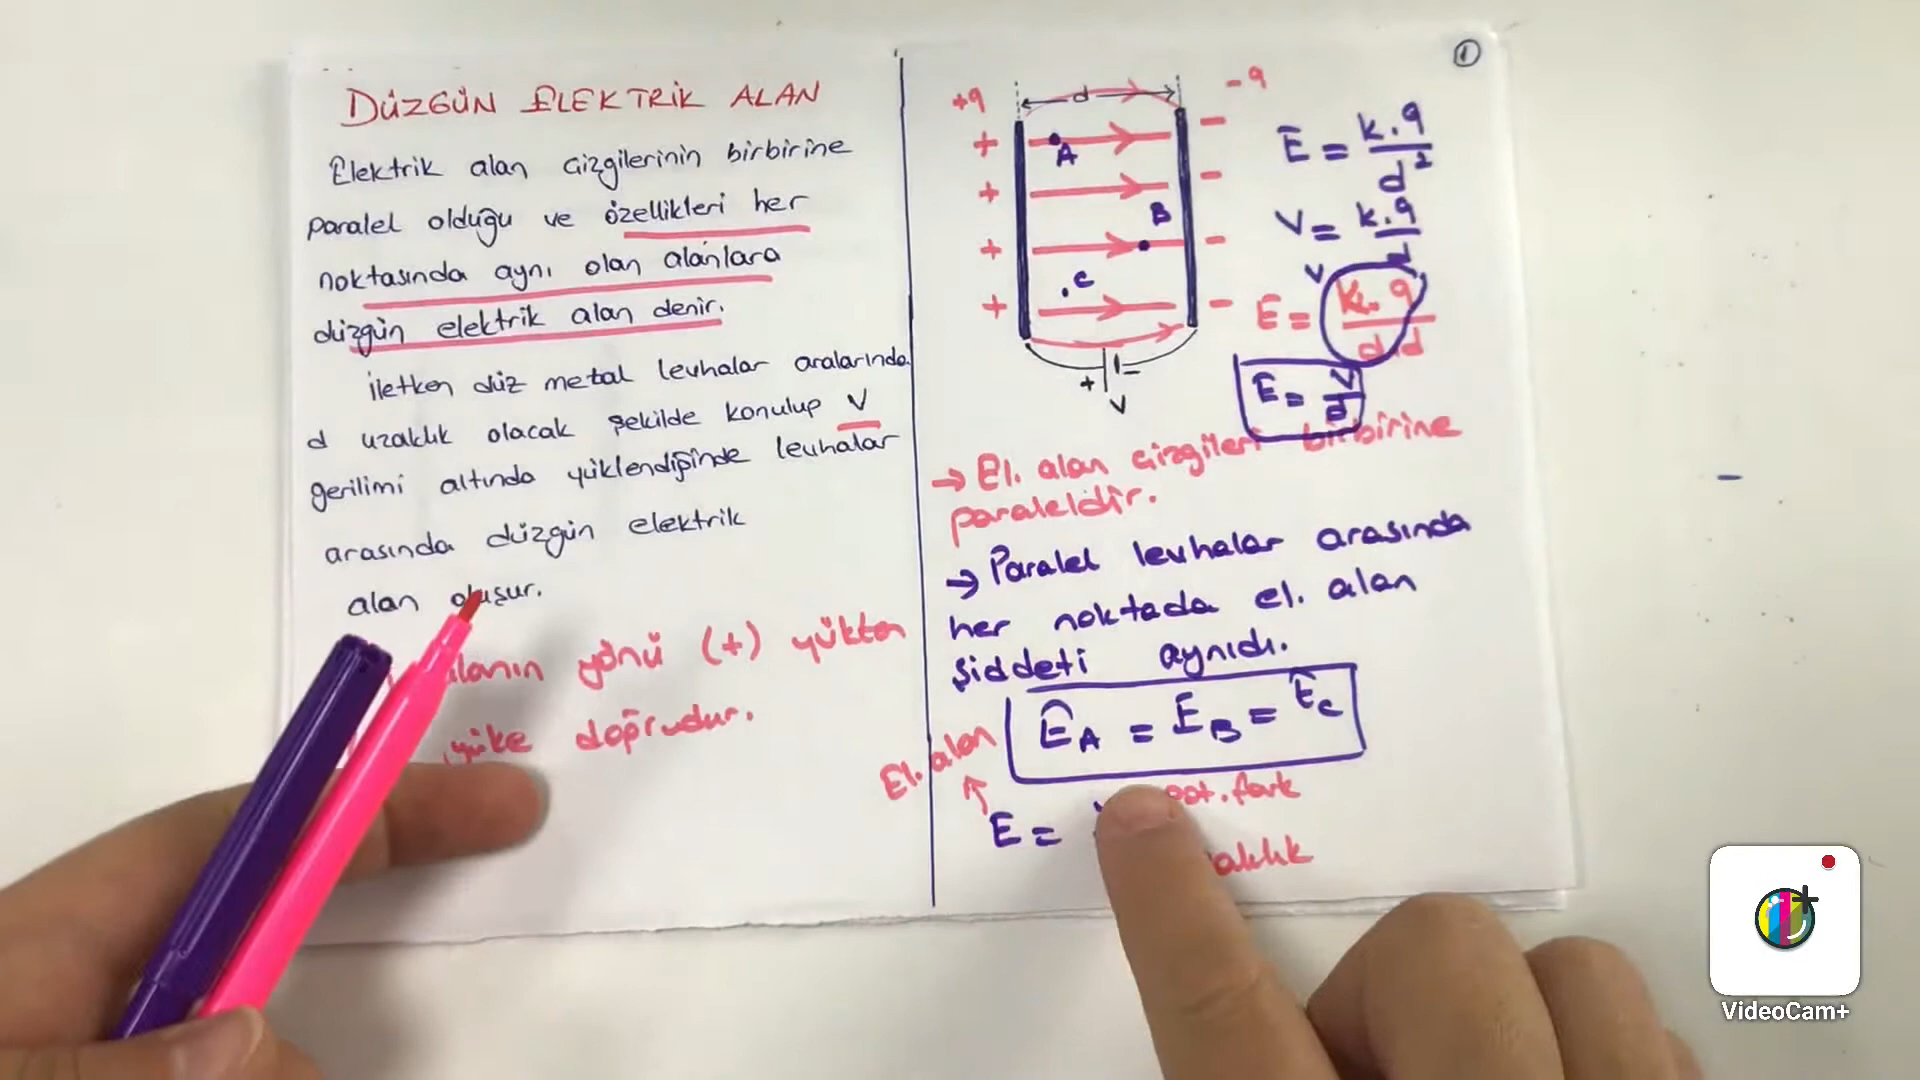 DÜZGÜN ELEKTRİK ALAN
Elektrik alan çizgilerinin birbirine
paralel olduğu ve özellikleri her
noktasında aynı olan alanlara
düzgün elektrik alan denir.
İletken düz metal levhalar aralarında
d uzaklık olacak şekilde konulup V
gerilimi altında yüklendiğinde levhalar
arasında düzgün elektrik
alan oluşur.
alanın yönü (+) yükten
yüke doğrudur.
1
+q d -q
+ A -
+ -
B
+ -
C
+ -
+ -
V
E = k.q / d²
V = k.q / d
V
E = k.q / d.d
E = V / d
→ El. alan çizgileri birbirine
paraleldir.
→ Paralel levhalar arasında
her noktada el. alan
şiddeti aynıdı.
E_A = E_B = E_C
El. alan
↑ pot. fark
E =